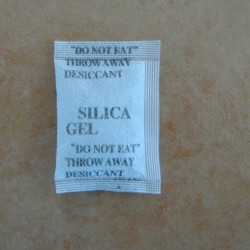 "DO NOT EAT"
THROW AWAY
DESICCANT
SILICA
GEL
"DO NOT EAT"
THROW AWAY
DESICCANT